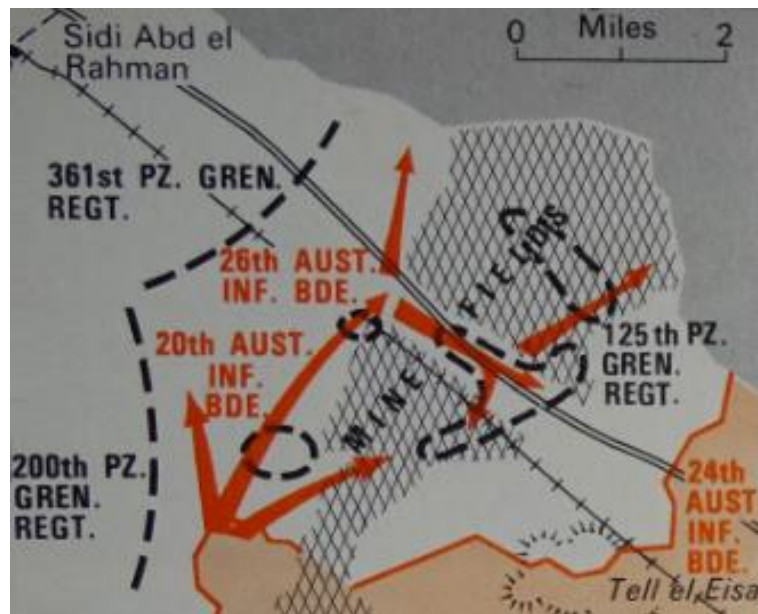 Sidi Abd el
Rahman
0 Miles 2
361st PZ. GREN.
REGT.
26th AUST.
INF. BDE.
20th AUST.
INF.
BDE.
MINE FIELDS
125th PZ.
GREN.
REGT.
200th PZ.
GREN.
REGT.
24th
AUST
INF.
BDE.
Tell el Eisa